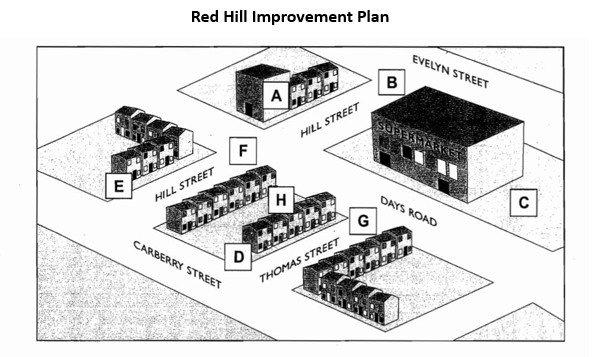 Red Hill Improvement Plan
A
B
EVELYN STREET
HILL STREET
SUPERMARKET
F
E
HILL STREET
H
C
G
DAYS ROAD
D
THOMAS STREET
CARBERRY STREET